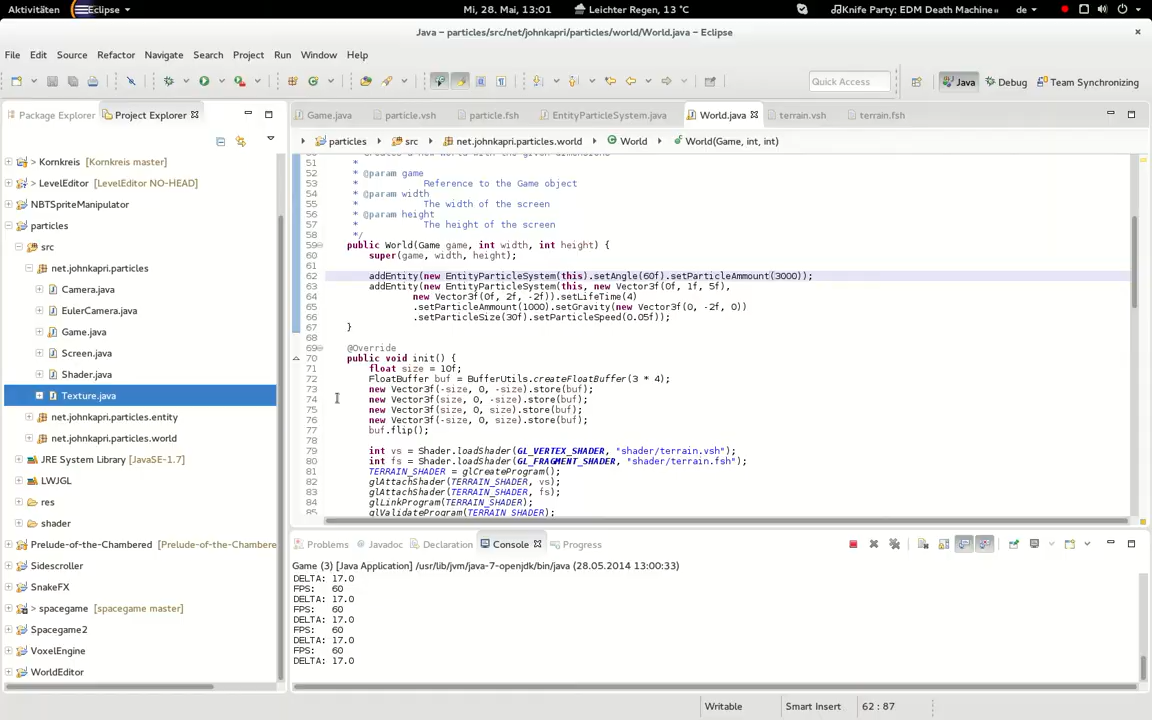 Aktivitäten Eclipse Mi, 28. Mai, 13:01 Leichter Regen, 13 °C Knife Party: EDM Death Machine» de
Java – particles/src/net/johnkapri/particles/world/World.java – Eclipse
File Edit Source Refactor Navigate Search Project Run Window Help
Quick Access Java Debug Team Synchronizing
Package Explorer Project Explorer Game.java particle.vsh particle.fsh EntityParticleSystem.java World.java terrain.vsh terrain.fsh
particles src net.johnkapri.particles.world World World(Game, int, int)
> Kornkreis [Kornkreis master]
> LevelEditor [LevelEditor NO-HEAD]
NBTSpriteManipulator
particles
src
net.johnkapri.particles
Camera.java
EulerCamera.java
Game.java
Screen.java
Shader.java
Texture.java
net.johnkapri.particles.entity
net.johnkapri.particles.world
JRE System Library [JavaSE-1.7]
LWJGL
res
shader
Prelude-of-the-Chambered [Prelude-of-the-Chambere
Sidescroller
SnakeFX
> spacegame [spacegame master]
Spacegame2
VoxelEngine
WorldEditor
51 *
52 * @param game
53 * Reference to the Game object
54 * @param width
55 * The width of the screen
56 * @param height
57 * The height of the screen
58 */
59 public World(Game game, int width, int height) {
60 super(game, width, height);
61
62 addEntity(new EntityParticleSystem(this).setAngle(60f).setParticleAmmount(3000));
63 addEntity(new EntityParticleSystem(this, new Vector3f(0f, 1f, 5f),
64 new Vector3f(0f, 2f, -2f)).setLifeTime(4)
65 .setParticleAmmount(1000).setGravity(new Vector3f(0, -2f, 0))
66 .setParticleSize(30f).setParticleSpeed(0.05f));
67 }
68
69 @Override
70 public void init() {
71 float size = 10f;
72 FloatBuffer buf = BufferUtils.createFloatBuffer(3 * 4);
73 new Vector3f(-size, 0, -size).store(buf);
74 new Vector3f(size, 0, -size).store(buf);
75 new Vector3f(size, 0, size).store(buf);
76 new Vector3f(-size, 0, size).store(buf);
77 buf.flip();
78
79 int vs = Shader.loadShader(GL_VERTEX_SHADER, "shader/terrain.vsh");
80 int fs = Shader.loadShader(GL_FRAGMENT_SHADER, "shader/terrain.fsh");
81 TERRAIN_SHADER = glCreateProgram();
82 glAttachShader(TERRAIN_SHADER, vs);
83 glAttachShader(TERRAIN_SHADER, fs);
84 glLinkProgram(TERRAIN_SHADER);
85 glValidateProgram(TERRAIN_SHADER);
Problems Javadoc Declaration Console Progress
Game (3) [Java Application] /usr/lib/jvm/java-7-openjdk/bin/java (28.05.2014 13:00:33)
DELTA: 17.0
FPS: 60
DELTA: 17.0
FPS: 60
DELTA: 17.0
FPS: 60
DELTA: 17.0
FPS: 60
DELTA: 17.0
Writable Smart Insert 62 : 87